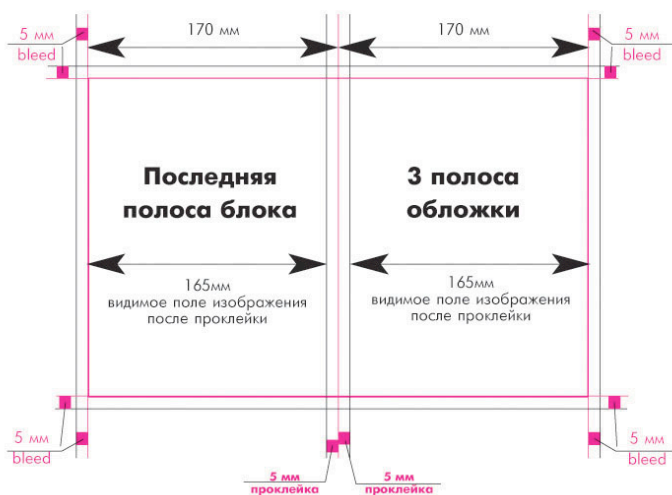 5 мм
bleed
170 мм
170 мм
5 мм
bleed
Последняя
полоса блока
3 полоса
обложки
165мм
видимое поле изображения
после проклейки
165мм
видимое поле изображения
после проклейки
5 мм
bleed
5 мм
проклейка
5 мм
проклейка
5 мм
bleed